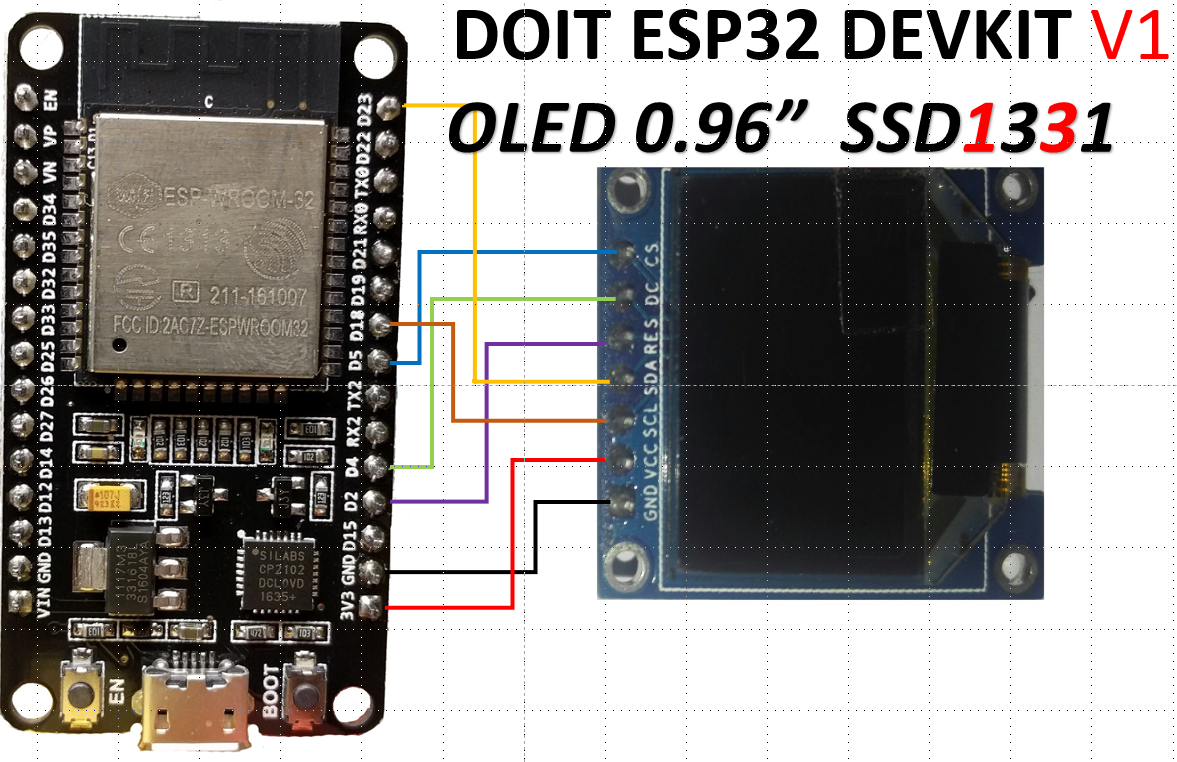 DOIT ESP32 DEVKIT V1
OLED 0.96” SSD1331
EN
VP
VN
D34
D35
D32
D33
D25
D26
D27
D14
D12
D13
GND
VIN
C
ESP-WROOM-32
CE
R 211-161007
FCC ID:2AC7Z-ESPWROOM32
D23
D22
TX0
RX0
D21
D19
D18
D5
TX2
RX2
D4
D2
D15
GND
3V3
SILABS
CP2102
DCL0VD
1635+
EN
BOOT
CS
DC
RES
SDA
SCL
VCC
GND